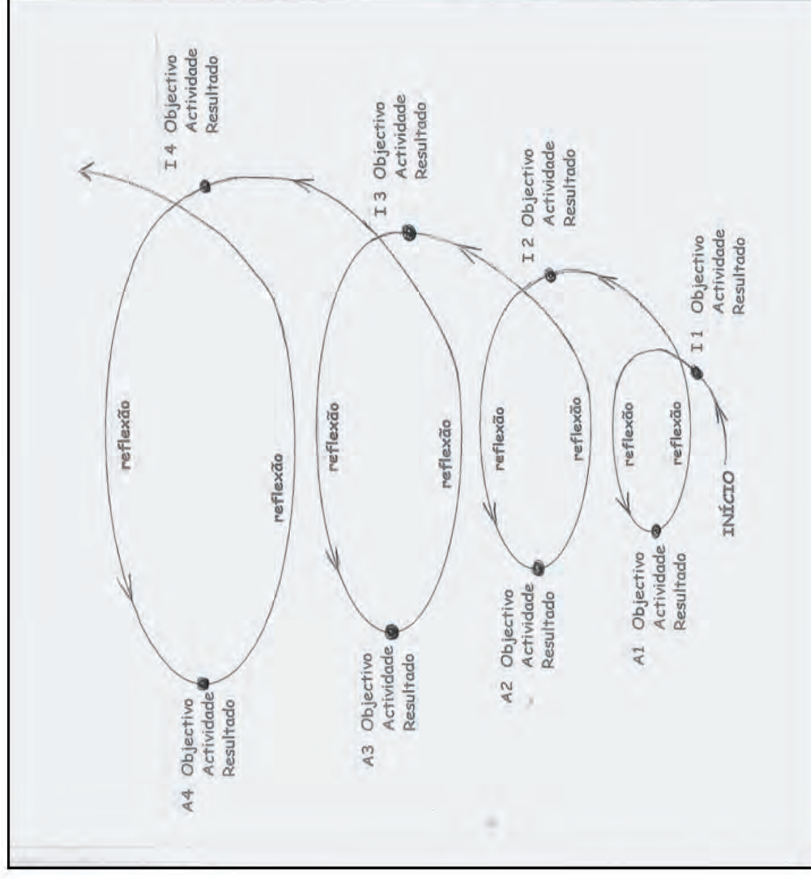 I 4 Objectivo
Actividade
Resultado
reflexão
reflexão
A4 Objectivo
Actividade
Resultado
I 3 Objectivo
Actividade
Resultado
reflexão
reflexão
A3 Objectivo
Actividade
Resultado
I 2 Objectivo
Actividade
Resultado
reflexão
reflexão
A2 Objectivo
Actividade
Resultado
I 1 Objectivo
Actividade
Resultado
reflexão
reflexão
A1 Objectivo
Actividade
Resultado
INÍCIO